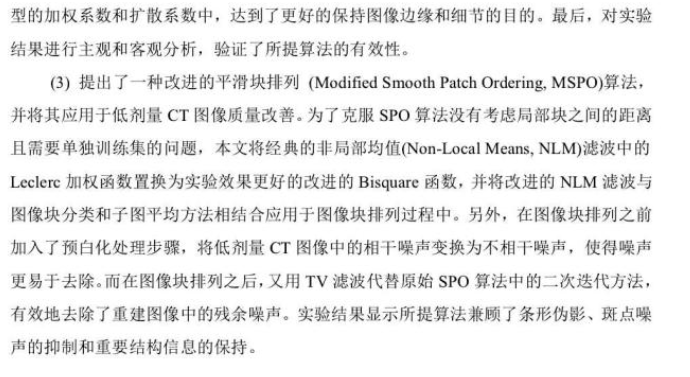 型的加权系数和扩散系数中，达到了更好的保持图像边缘和细节的目的。最后，对实验
结果进行主观和客观分析，验证了所提算法的有效性。
(3) 提出了一种改进的平滑块排列 (Modified Smooth Patch Ordering, MSPO)算法，
并将其应用于低剂量 CT 图像质量改善。为了克服 SPO 算法没有考虑局部块之间的距离
且需要单独训练集的问题，本文将经典的非局部均值(Non-Local Means, NLM)滤波中的
Leclerc 加权函数置换为实验效果更好的改进的 Bisquare 函数，并将改进的 NLM 滤波与
图像块分类和子图平均方法相结合应用于图像块排列过程中。另外，在图像块排列之前
加入了预白化处理步骤，将低剂量 CT 图像中的相干噪声变换为不相干噪声，使得噪声
更易于去除。而在图像块排列之后，又用 TV 滤波代替原始 SPO 算法中的二次迭代方法，
有效地去除了重建图像中的残余噪声。实验结果显示所提算法兼顾了条形伪影、斑点噪
声的抑制和重要结构信息的保持。